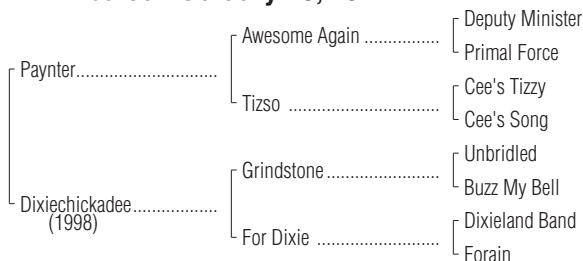 Awesome Again
Deputy Minister
Primal Force
Paynter
Tizso
Cee's Tizzy
Cee's Song
Grindstone
Unbridled
Buzz My Bell
Dixiechickadee
(1998)
For Dixie
Dixieland Band
Forain